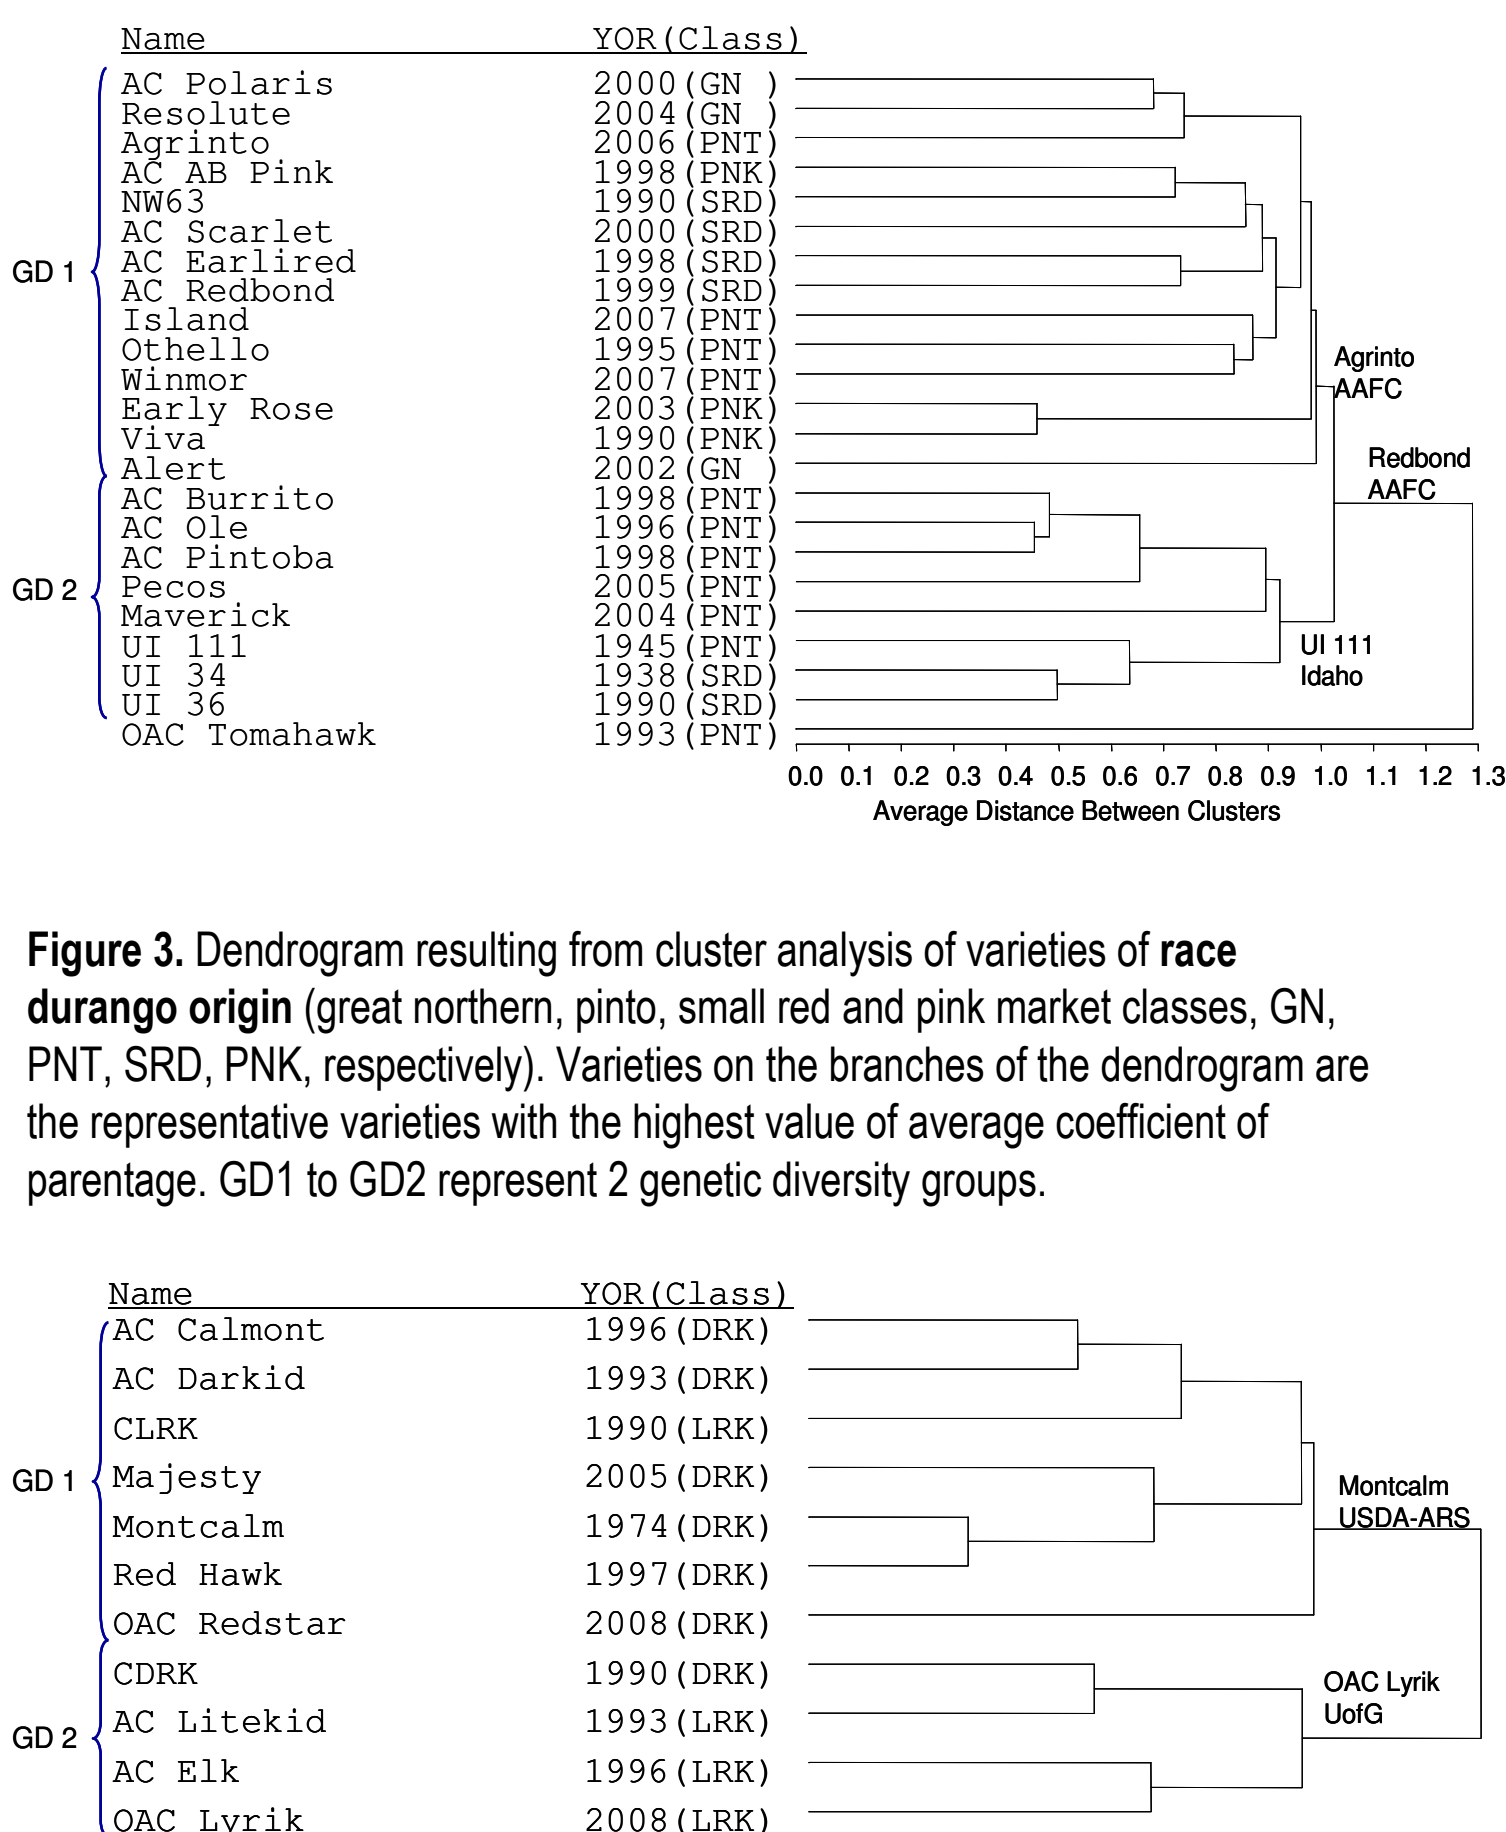 Name YOR(Class)
AC Polaris 2000(GN )
Resolute 2004(GN )
Agrinto 2006(PNT)
AC AB Pink 1998(PNK)
NW63 1990(SRD)
AC Scarlet 2000(SRD)
AC Earlired 1998(SRD)
GD 1
AC Redbond 1999(SRD)
Island 2007(PNT)
Othello 1995(PNT)
Agrinto
Winmor 2007(PNT)
AAFC
Early Rose 2003(PNK)
Viva 1990(PNK)
Redbond
Alert 2002(GN )
AAFC
AC Burrito 1998(PNT)
AC Ole 1996(PNT)
AC Pintoba 1998(PNT)
GD 2
Pecos 2005(PNT)
Maverick 2004(PNT)
UI 111 1945(PNT)
UI 111
UI 34 1938(SRD)
Idaho
UI 36 1990(SRD)
OAC Tomahawk 1993(PNT)
0.0 0.1 0.2 0.3 0.4 0.5 0.6 0.7 0.8 0.9 1.0 1.1 1.2 1.3
Average Distance Between Clusters
Figure 3. Dendrogram resulting from cluster analysis of varieties of race
durango origin (great northern, pinto, small red and pink market classes, GN,
PNT, SRD, PNK, respectively). Varieties on the branches of the dendrogram are
the representative varieties with the highest value of average coefficient of
parentage. GD1 to GD2 represent 2 genetic diversity groups.
Name YOR(Class)
AC Calmont 1996(DRK)
AC Darkid 1993(DRK)
CLRK 1990(LRK)
GD 1
Majesty 2005(DRK)
Montcalm
USDA-ARS
Montcalm 1974(DRK)
Red Hawk 1997(DRK)
OAC Redstar 2008(DRK)
CDRK 1990(DRK)
OAC Lyrik
UofG
AC Litekid 1993(LRK)
GD 2
AC Elk 1996(LRK)
OAC Lyrik 2008(LRK)